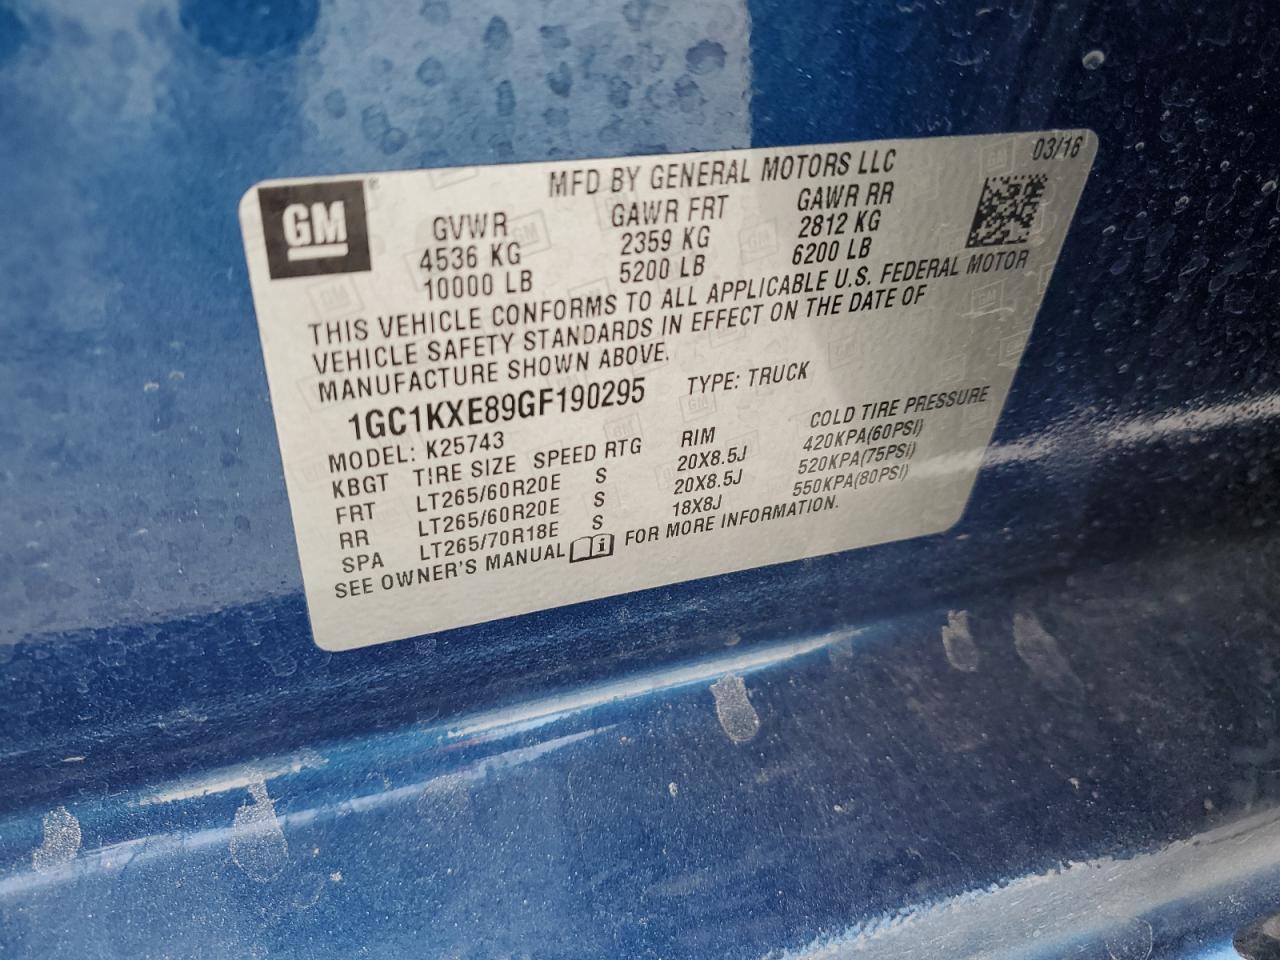 MFD BY GENERAL MOTORS LLC 03/16
GM® GVWR GAWR FRT GAWR RR
4536 KG 2359 KG 2812 KG
10000 LB 5200 LB 6200 LB
THIS VEHICLE CONFORMS TO ALL APPLICABLE U.S. FEDERAL MOTOR
VEHICLE SAFETY STANDARDS IN EFFECT ON THE DATE OF
MANUFACTURE SHOWN ABOVE.
1GC1KXE89GF190295 TYPE: TRUCK
MODEL: K25743
KBGT TIRE SIZE SPEED RTG RIM COLD TIRE PRESSURE
FRT LT265/60R20E S 20X8.5J 420KPA(60PSI)
RR LT265/60R20E S 20X8.5J 520KPA(75PSI)
SPA LT265/70R18E S 18X8J 550KPA(80PSI)
SEE OWNER'S MANUAL FOR MORE INFORMATION.